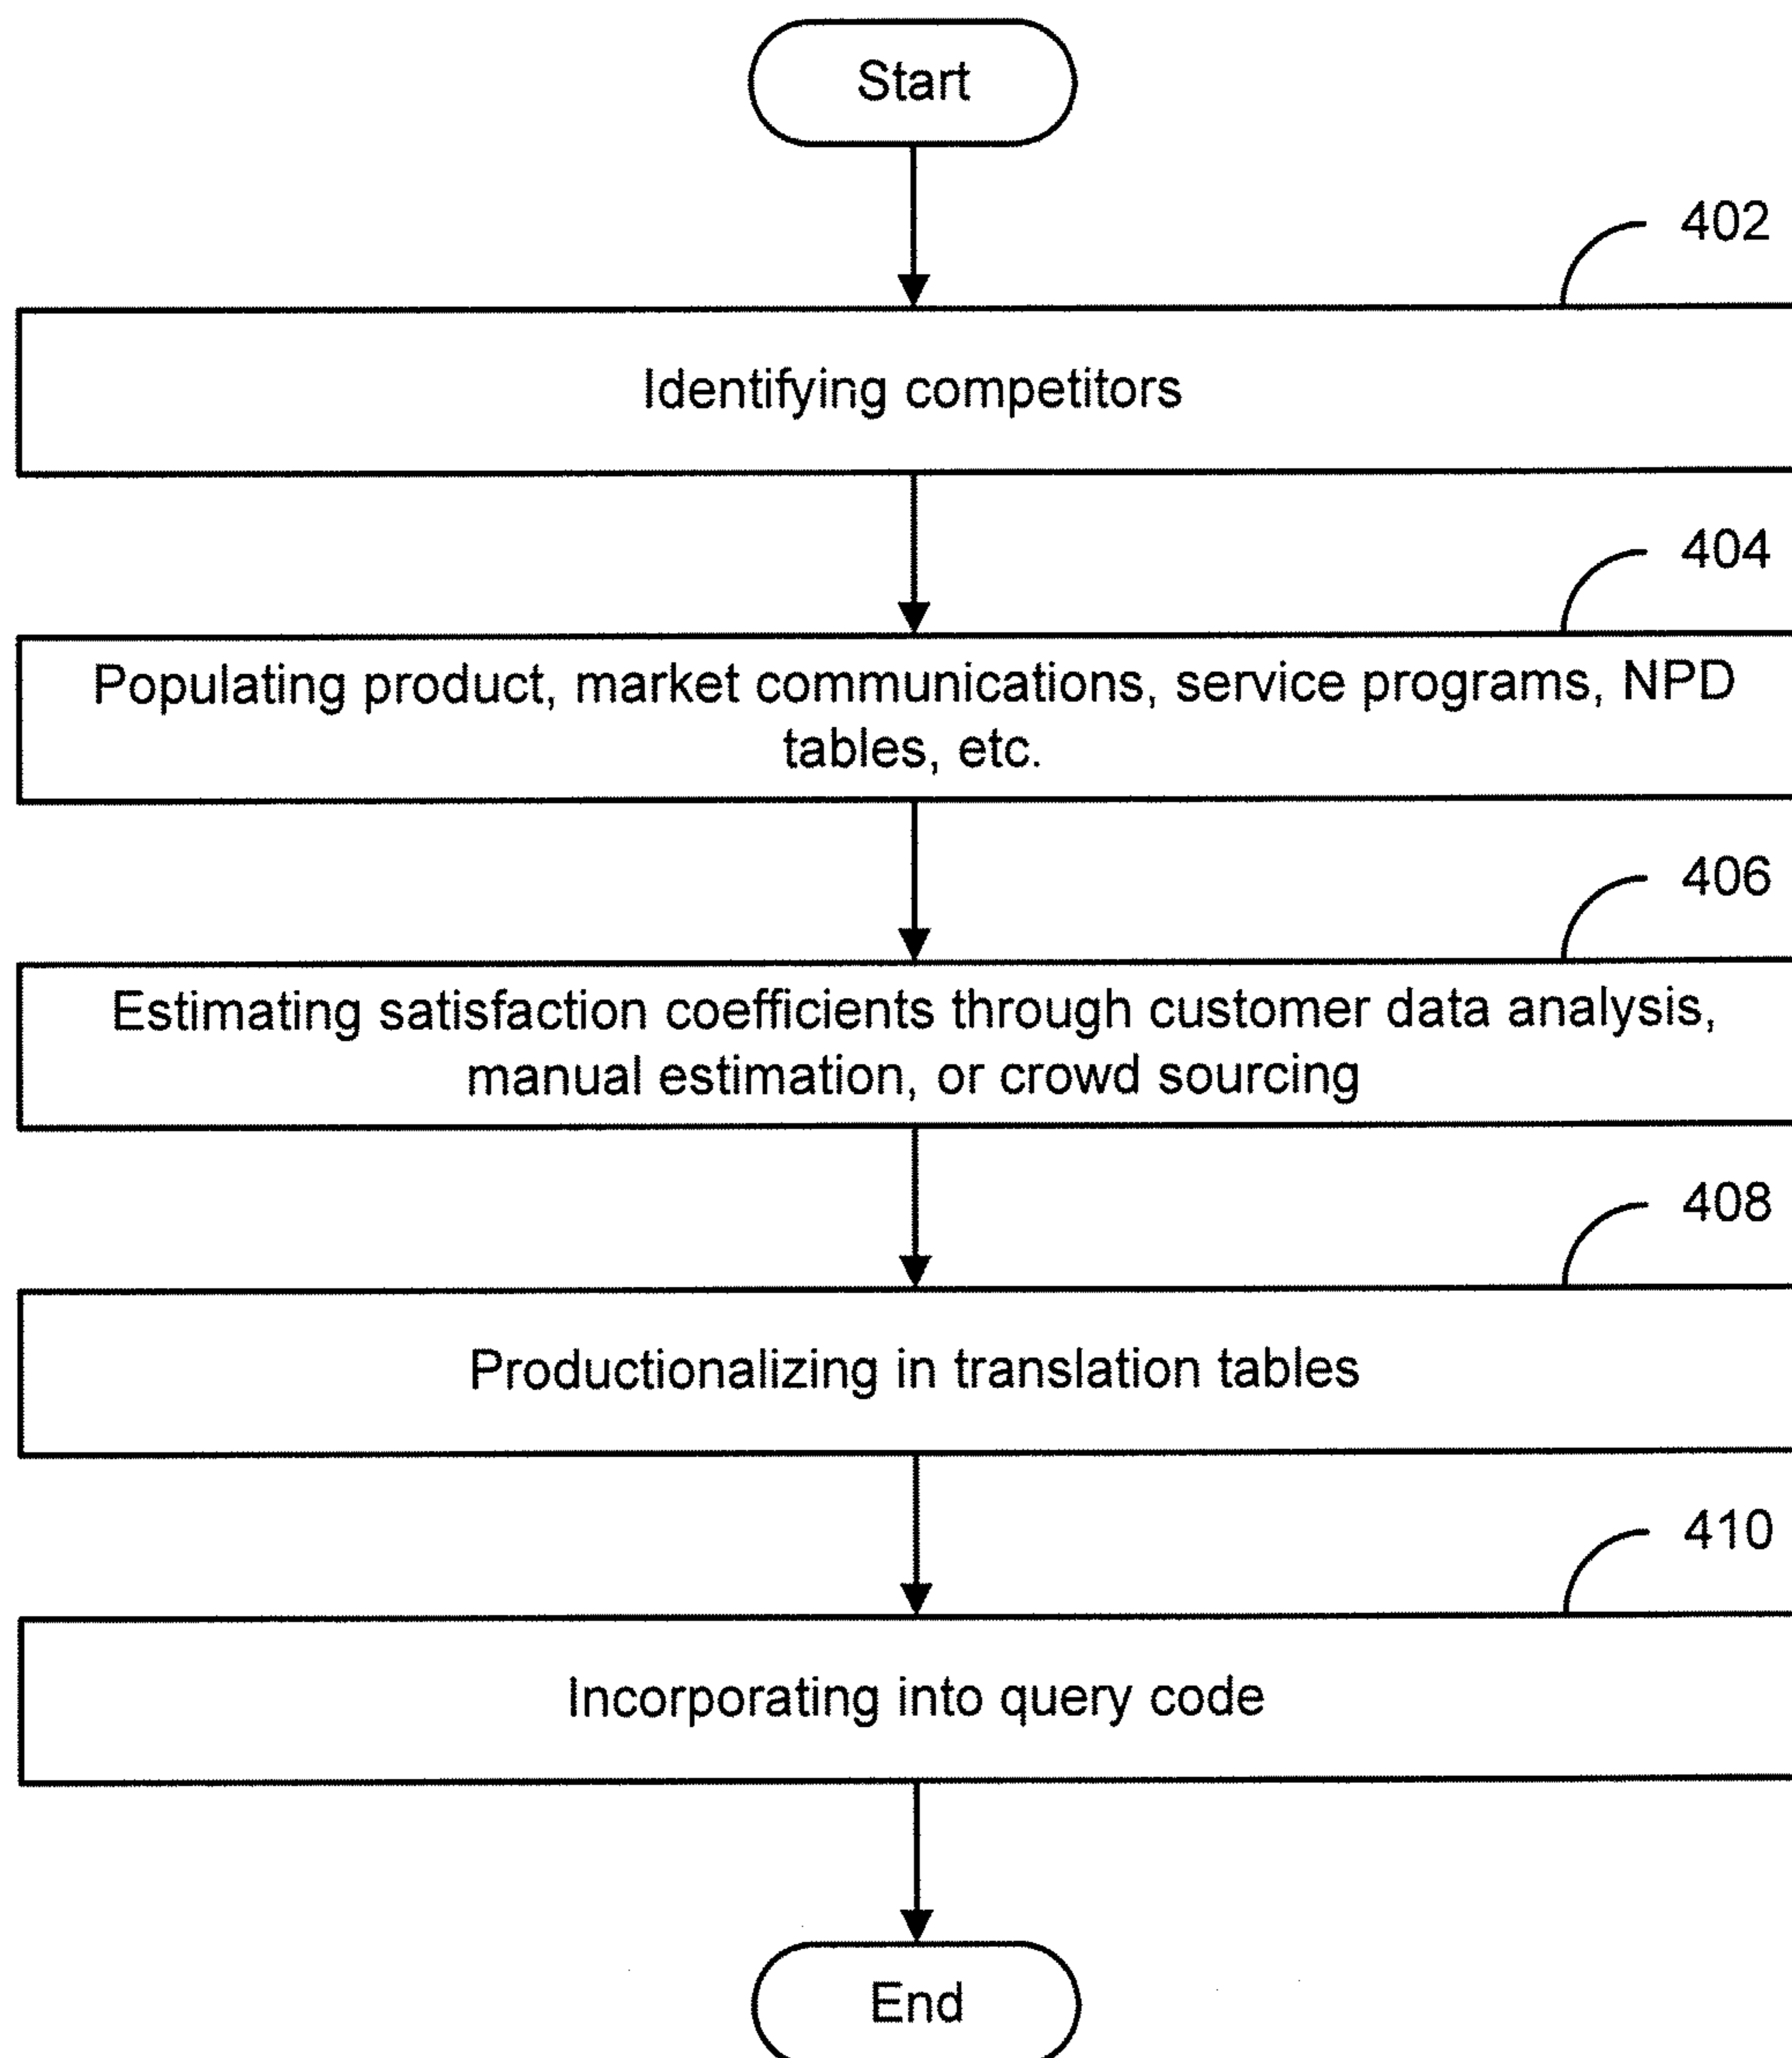 Start
402
Identifying competitors
404
Populating product, market communications, service programs, NPD
tables, etc.
406
Estimating satisfaction coefficients through customer data analysis,
manual estimation, or crowd sourcing
408
Productionalizing in translation tables
410
Incorporating into query code
End